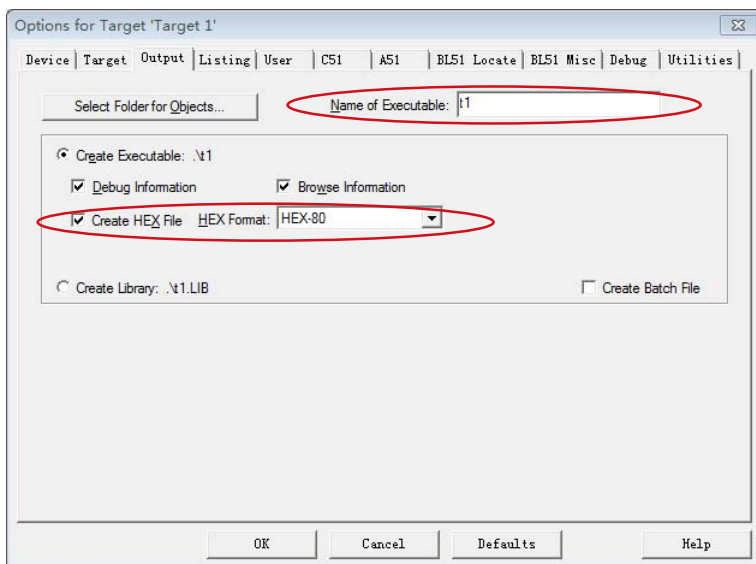 Options for Target 'Target 1'
Device Target Output Listing User C51 A51 BL51 Locate BL51 Misc Debug Utilities
Select Folder for Objects... Name of Executable: t1
Create Executable: .\t1
Debug Information Browse Information
Create HEX File HEX Format: HEX-80
Create Library: .\t1.LIB Create Batch File
OK Cancel Defaults Help